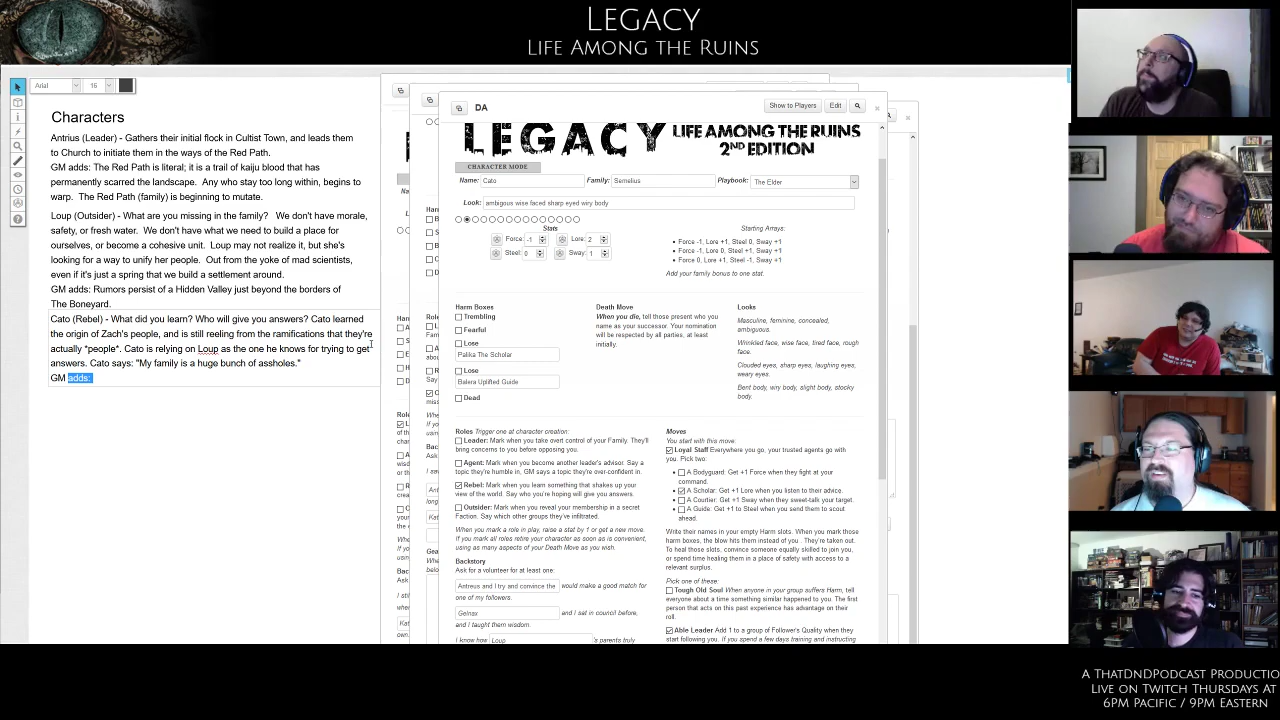 LEGACY
LIFE AMONG THE RUINS
Arial
16
Characters
Antrius (Leader) - Gathers their initial flock in Cultist Town, and leads them
to Church to initiate them in the ways of the Red Path.
GM adds: The Red Path is literal; it is a trail of kaiju blood that has
permanently scarred the landscape. Any who stay too long within, begins to
warp. The Red Path (family) is beginning to mutate.
Loup (Outsider) - What are you missing in the family? We don't have morale,
safety, or fresh water. We don't have what we need to build a place for
ourselves, or become a cohesive unit. Loup may not realize it, but she's
long for a way to unify her people. Out from the yoke of mad scientists,
even if it's just a spring that we build a settlement around.
GM adds: Rumors persist of a Hidden Valley just beyond the borders of
The Boneyard.
Cato (Rebel) - What did you learn? Who will give you answers? Cato learned
the origin of Zach's people, and is still reeling from the ramifications that they're
actually *people*. Cato is relying on Loup as the one he knows for trying to get
answers. Cato says: "My family is a huge bunch of assholes."
GM adds:
DA
Show to Players
Edit
LEGACY LIFE AMONG THE RUINS
2ND EDITION
CHARACTER MODE
Name: Cato
Family: Semelius
Playbook: The Elder
Look: ambigous wise faced sharp eyed wiry body
Stats
Force: -1
Lore: 2
Steel: 0
Sway: 1
Starting Arrays:
Force -1, Lore +1, Steel 0, Sway +1
Force -1, Lore 0, Steel +1, Sway +1
Force 0, Lore +1, Steel -1, Sway +1
Add your family bonus to one stat.
Harm Boxes
Trembling
Fearful
Lose
Palika The Scholar
Lose
Balera Uplifted Guide
Dead
Death Move
When you die, tell those present who you
name as your successor. Your nomination
will be respected by all parties, at least
initially.
Looks
Masculine, feminine, concealed,
ambiguous.
Wrinkled face, wise face, tired face, rough
face.
Clouded eyes, sharp eyes, laughing eyes,
weary eyes.
Bent body, wiry body, slight body, stocky
body.
Roles Trigger one at character creation:
Leader: Mark when you take overt control of your Family. They'll
bring concerns to you before opposing you.
Agent: Mark when you become another leader's advisor. Say a
topic they're humble in, GM says a topic they're over-confident in.
Rebel: Mark when you learn something that shakes up your
view of the world. Say who you're hoping will give you answers.
Outsider: Mark when you reveal your membership in a secret
Faction. Say which other groups they've infiltrated.
When you mark a role in play, raise a stat by 1 or get a new move.
If you mark all roles retire your character as soon as is convenient,
using as many aspects of your Death Move as you wish.
Backstory
Ask for a volunteer for at least one:
Antreus and I try and convince the would make a good match for
one of my followers.
Gelnax and I sat in council before,
and I taught them wisdom.
I know how Loup 's parents truly
Moves
You start with this move:
Loyal Staff Everywhere you go, your trusted agents go with
you. Pick two:
A Bodyguard: Get +1 Force when they fight at your
command.
A Scholar: Get +1 Lore when you listen to their advice.
A Courtier: Get +1 Sway when they sweet-talk your target.
A Guide: Get +1 to Steel when you send them to scout
ahead.
Write their names in your empty Harm slots. When you mark those
harm boxes, the blow hits them instead of you . They're taken out.
To heal those slots, convince someone equally skilled to join you,
or spend time healing them in a place of safety with access to a
relevant surplus.
Pick one of these:
Tough Old Soul When anyone in your group suffers Harm, tell
everyone about a time something similar happened to you. The first
person that acts on this past experience has advantage on their
roll.
Able Leader Add 1 to a group of Follower's Quality when they
start following you. If you spend a few days training and instructing
A THATDNDPODCAST PRODUCTIO
LIVE ON TWITCH THURSDAYS AT
6PM PACIFIC / 9PM EASTERN